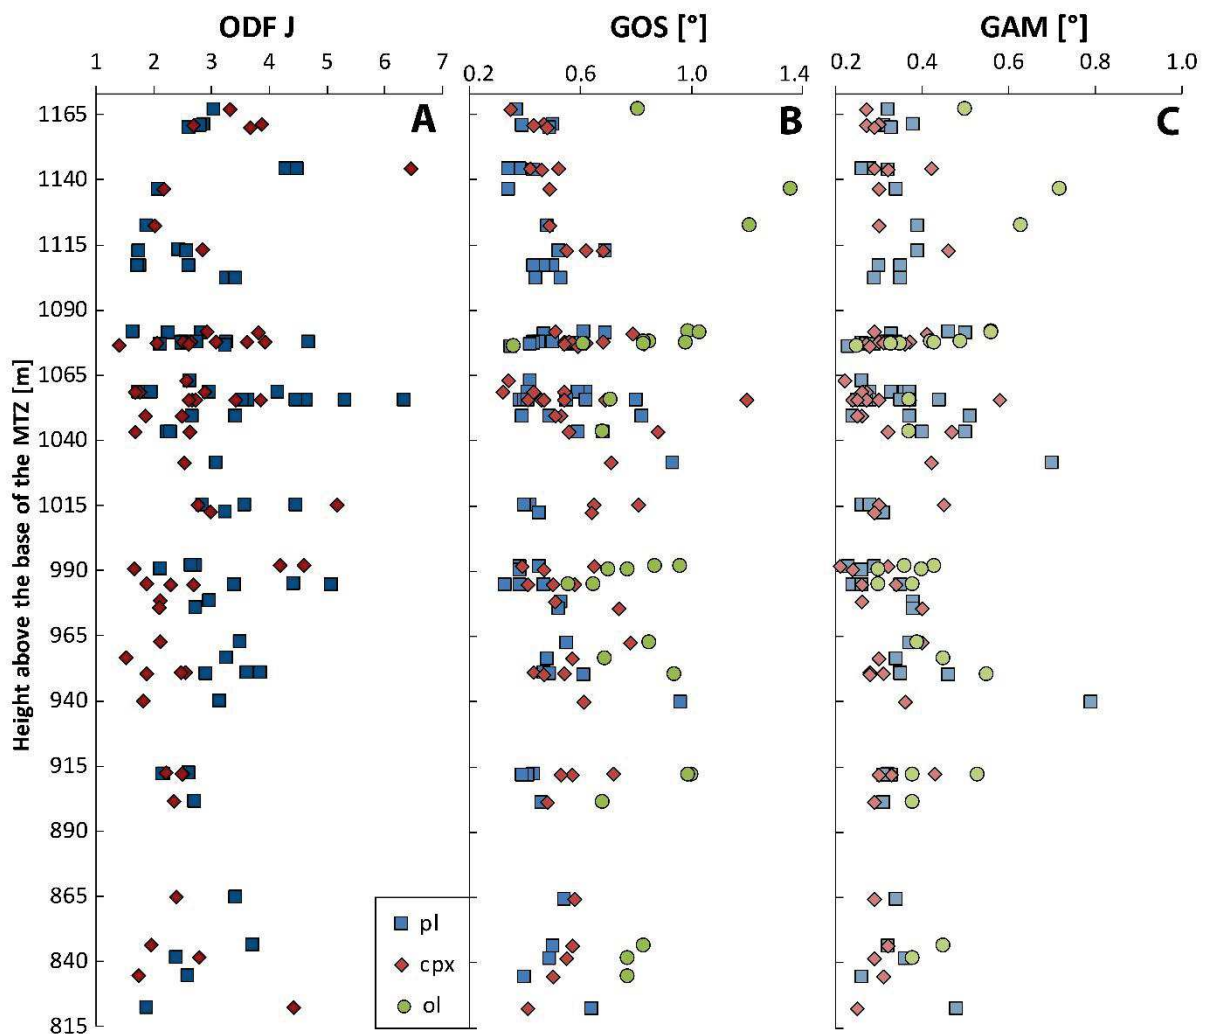 ODF J
GOS [°]
GAM [°]
1 2 3 4 5 6 7
0.2 0.6 1.0 1.4
0.2 0.4 0.6 0.8 1.0
A
B
C
Height above the base of the MTZ [m]
1165
1140
1115
1090
1065
1040
1015
990
965
940
915
890
865
840
815
pl
cpx
ol